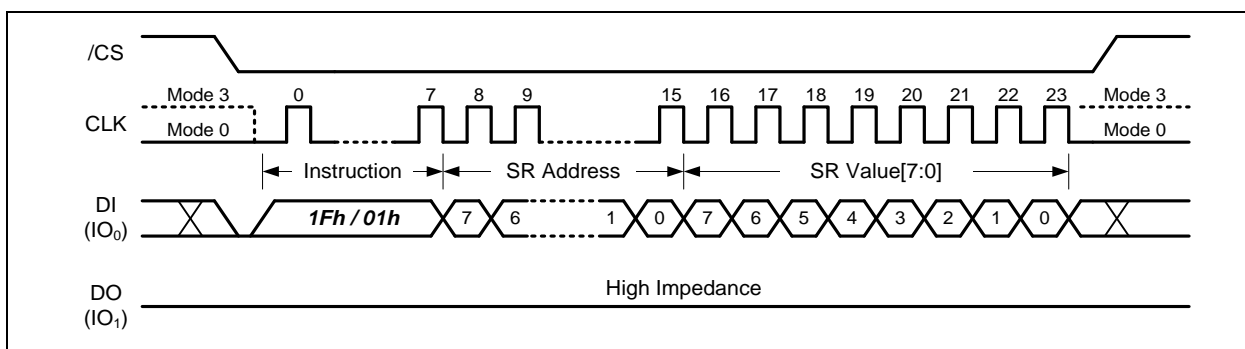 /CS
Mode 3 0 7 8 9 15 16 17 18 19 20 21 22 23 Mode 3
CLK
Mode 0 Mode 0
Instruction SR Address SR Value[7:0]
DI
(IO₀)
1Fh / 01h 7 6 1 0 7 6 5 4 3 2 1 0
High Impedance
DO
(IO₁)